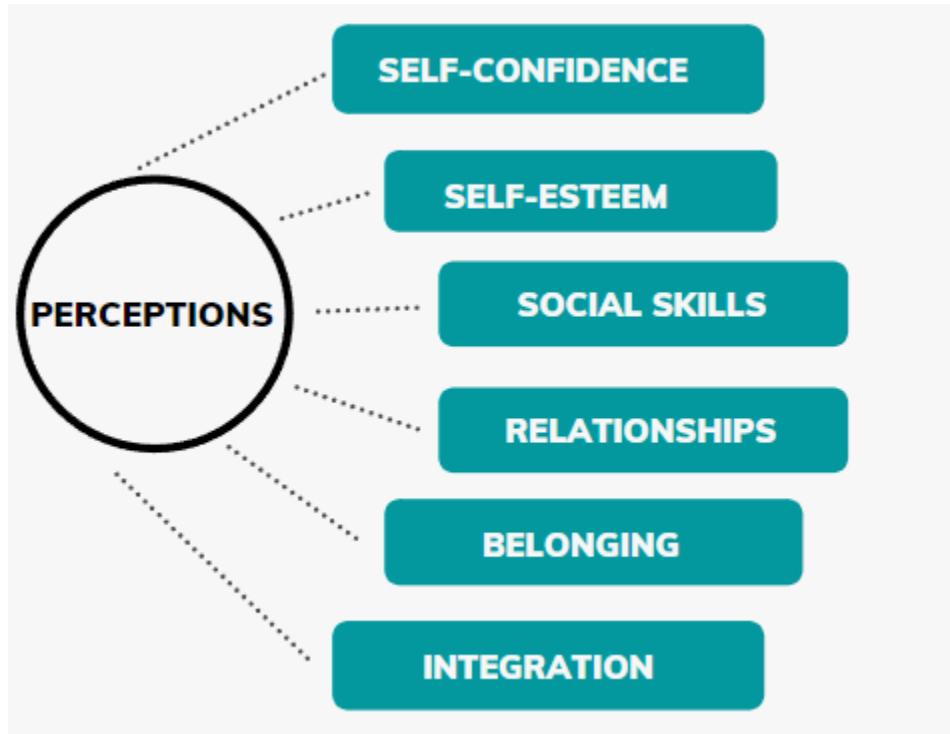 SELF-CONFIDENCE
SELF-ESTEEM
SOCIAL SKILLS
PERCEPTIONS
RELATIONSHIPS
BELONGING
INTEGRATION